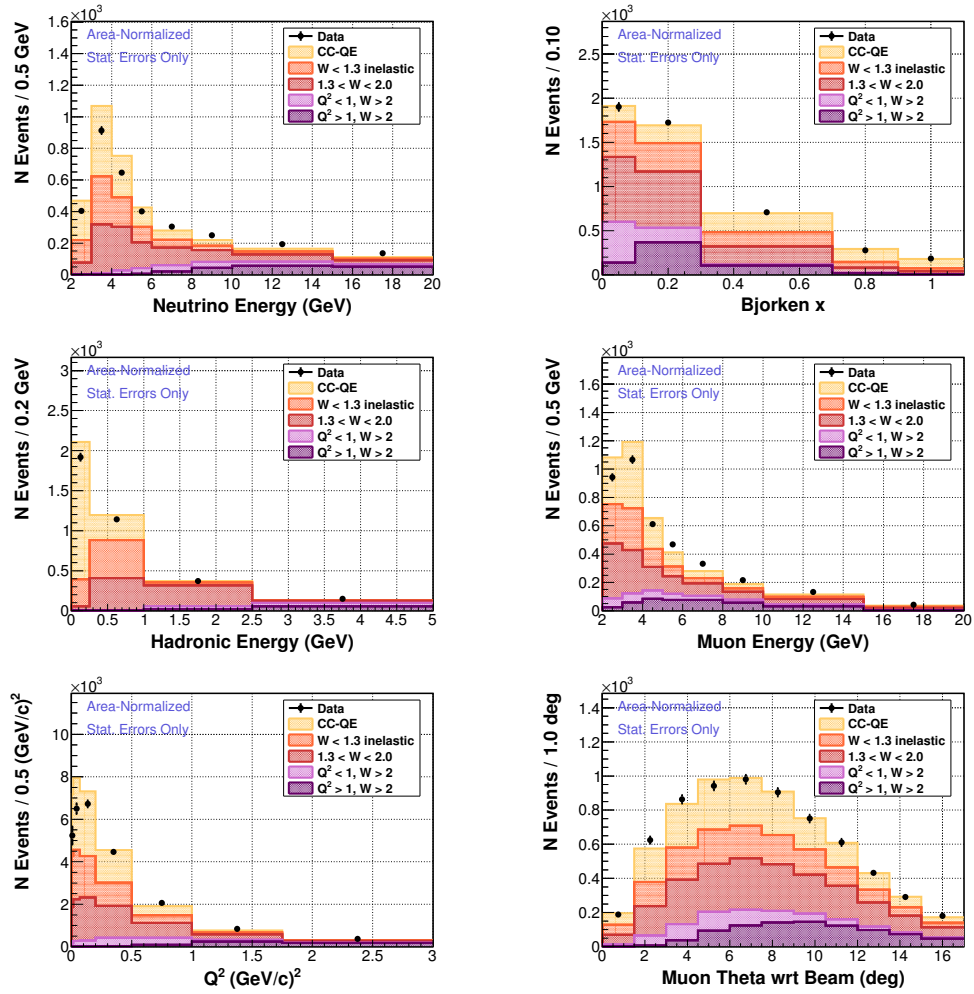 ×10³
N Events / 0.5 GeV
Area-Normalized
Stat. Errors Only
Data
CC-QE
W < 1.3 inelastic
1.3 < W < 2.0
Q² < 1, W > 2
Q² > 1, W > 2
1.6
1.4
1.2
1
0.8
0.6
0.4
0.2
0
2 4 6 8 10 12 14 16 18 20
Neutrino Energy (GeV)
×10³
N Events / 0.10
Area-Normalized
Stat. Errors Only
Data
CC-QE
W < 1.3 inelastic
1.3 < W < 2.0
Q² < 1, W > 2
Q² > 1, W > 2
2.5
2
1.5
1
0.5
0
0 0.2 0.4 0.6 0.8 1
Bjorken x
×10³
N Events / 0.2 GeV
Area-Normalized
Stat. Errors Only
Data
CC-QE
W < 1.3 inelastic
1.3 < W < 2.0
Q² < 1, W > 2
Q² > 1, W > 2
3
2.5
2
1.5
1
0.5
0
0 0.5 1 1.5 2 2.5 3 3.5 4 4.5 5
Hadronic Energy (GeV)
×10³
N Events / 0.5 GeV
Area-Normalized
Stat. Errors Only
Data
CC-QE
W < 1.3 inelastic
1.3 < W < 2.0
Q² < 1, W > 2
Q² > 1, W > 2
1.6
1.4
1.2
1
0.8
0.6
0.4
0.2
0
2 4 6 8 10 12 14 16 18 20
Muon Energy (GeV)
×10³
N Events / 0.5 (GeV/c)²
Area-Normalized
Stat. Errors Only
Data
CC-QE
W < 1.3 inelastic
1.3 < W < 2.0
Q² < 1, W > 2
Q² > 1, W > 2
10
8
6
4
2
0
0 0.5 1 1.5 2 2.5 3
Q² (GeV/c)²
×10³
N Events / 1.0 deg
Area-Normalized
Stat. Errors Only
Data
CC-QE
W < 1.3 inelastic
1.3 < W < 2.0
Q² < 1, W > 2
Q² > 1, W > 2
1.4
1.2
1
0.8
0.6
0.4
0.2
0
0 2 4 6 8 10 12 14 16
Muon Theta wrt Beam (deg)